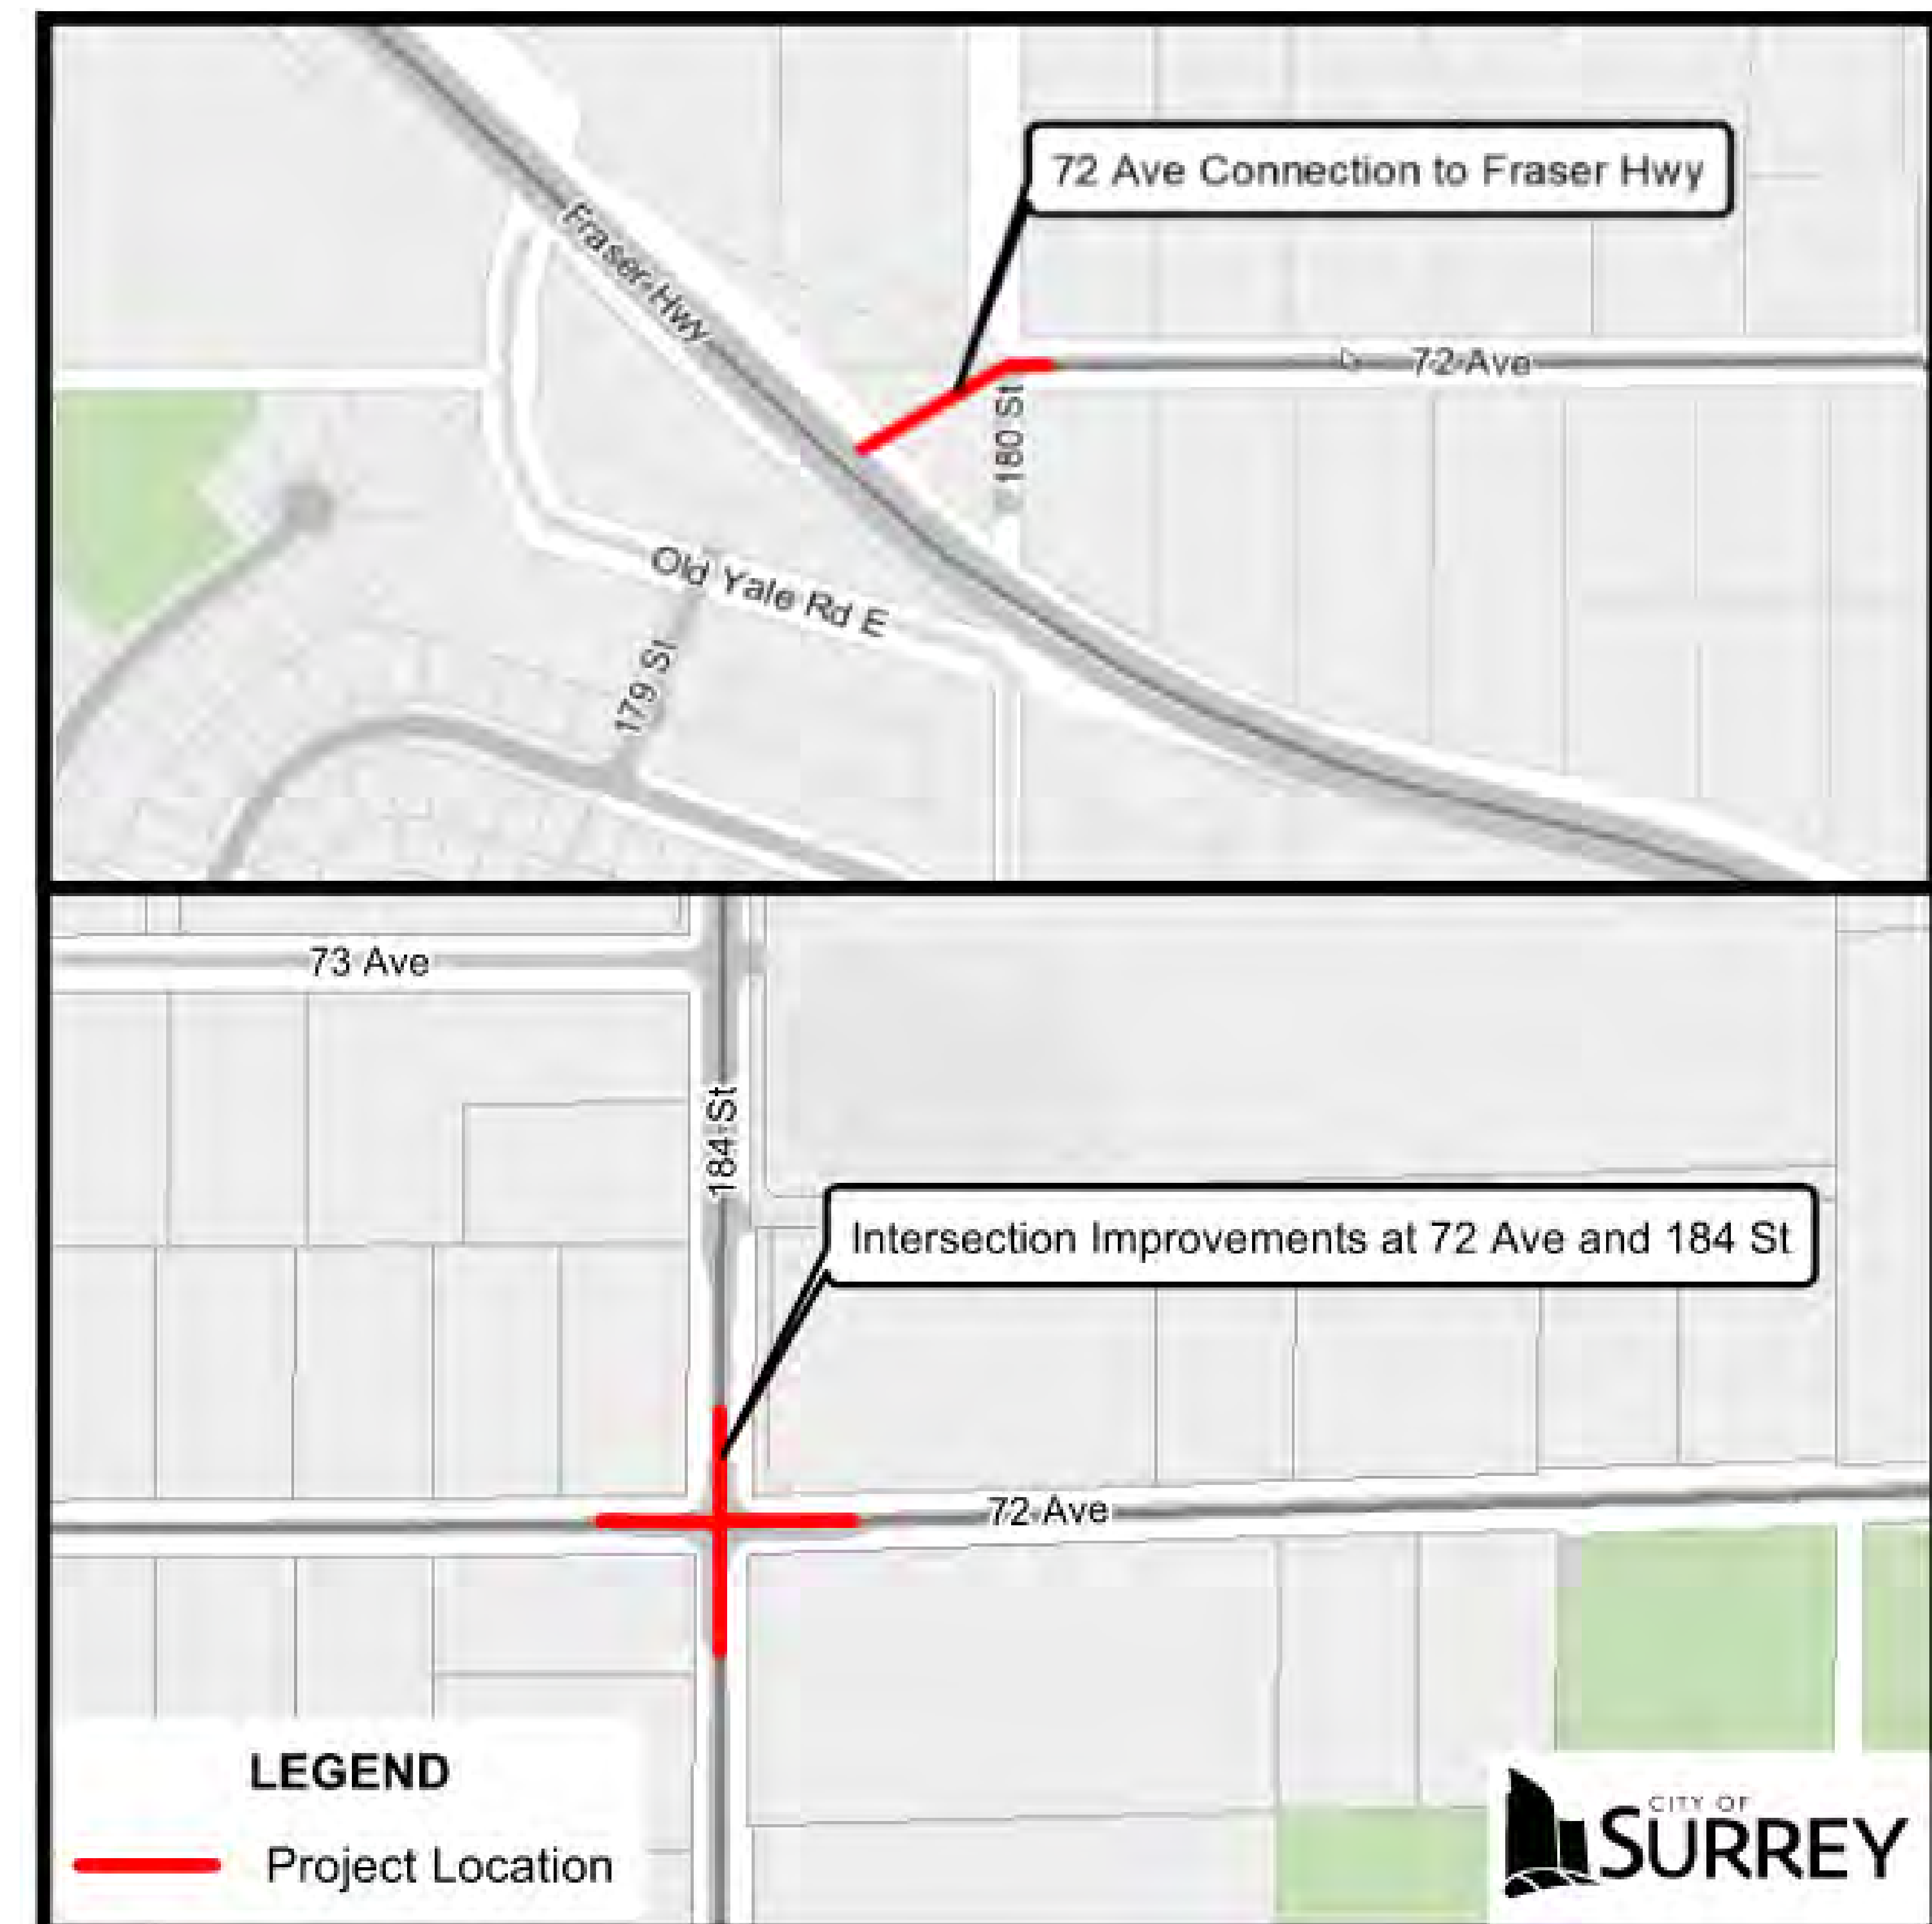 72 Ave Connection to Fraser Hwy
Fraser Hwy
72 Ave
180 St
Old Yale Rd E
179 St
73 Ave
184 St
Intersection Improvements at 72 Ave and 184 St
72 Ave
LEGEND
Project Location
CITY OF
SURREY